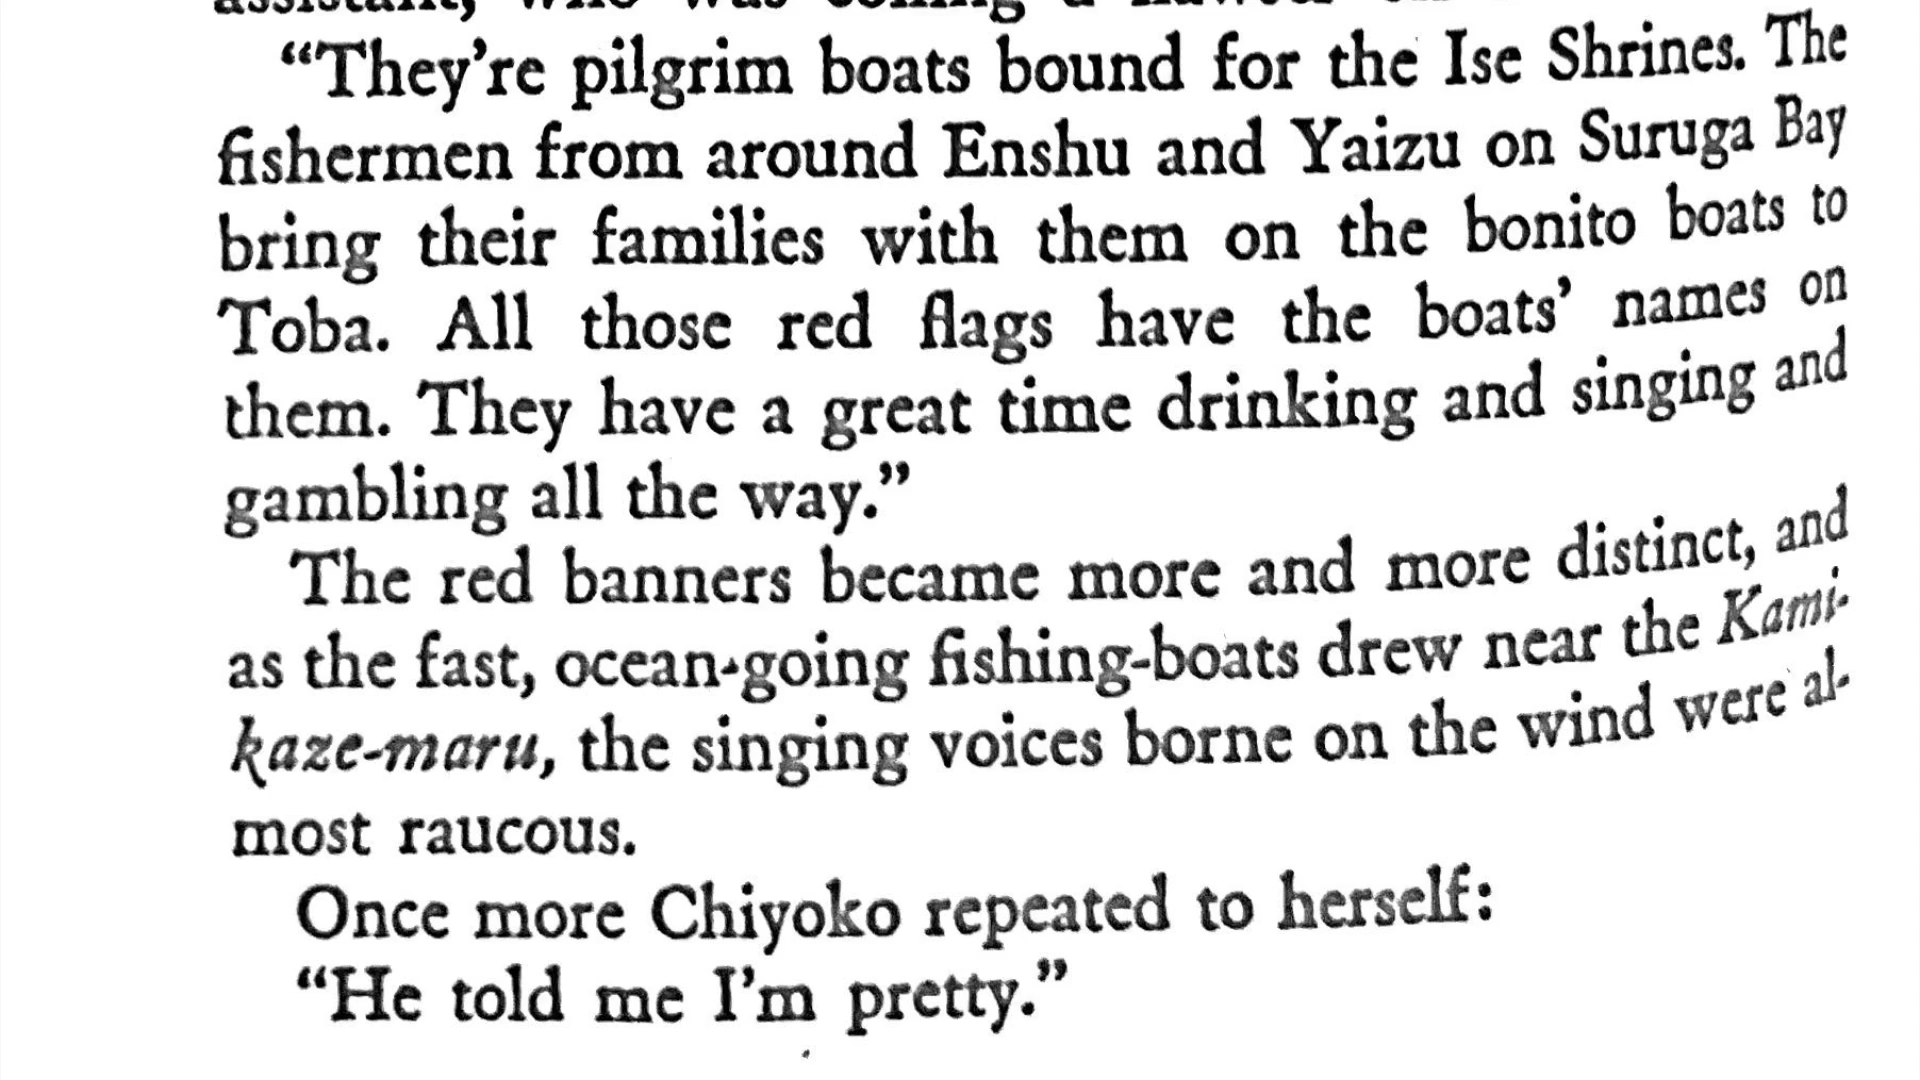 “They’re pilgrim boats bound for the Ise Shrines. The
fishermen from around Enshu and Yaizu on Suruga Bay
bring their families with them on the bonito boats to
Toba. All those red flags have the boats’ names on
them. They have a great time drinking and singing and
gambling all the way.”
The red banners became more and more distinct, and
as the fast, ocean-going fishing-boats drew near the Kami-
kaze-maru, the singing voices borne on the wind were al-
most raucous.
Once more Chiyoko repeated to herself:
“He told me I’m pretty.”